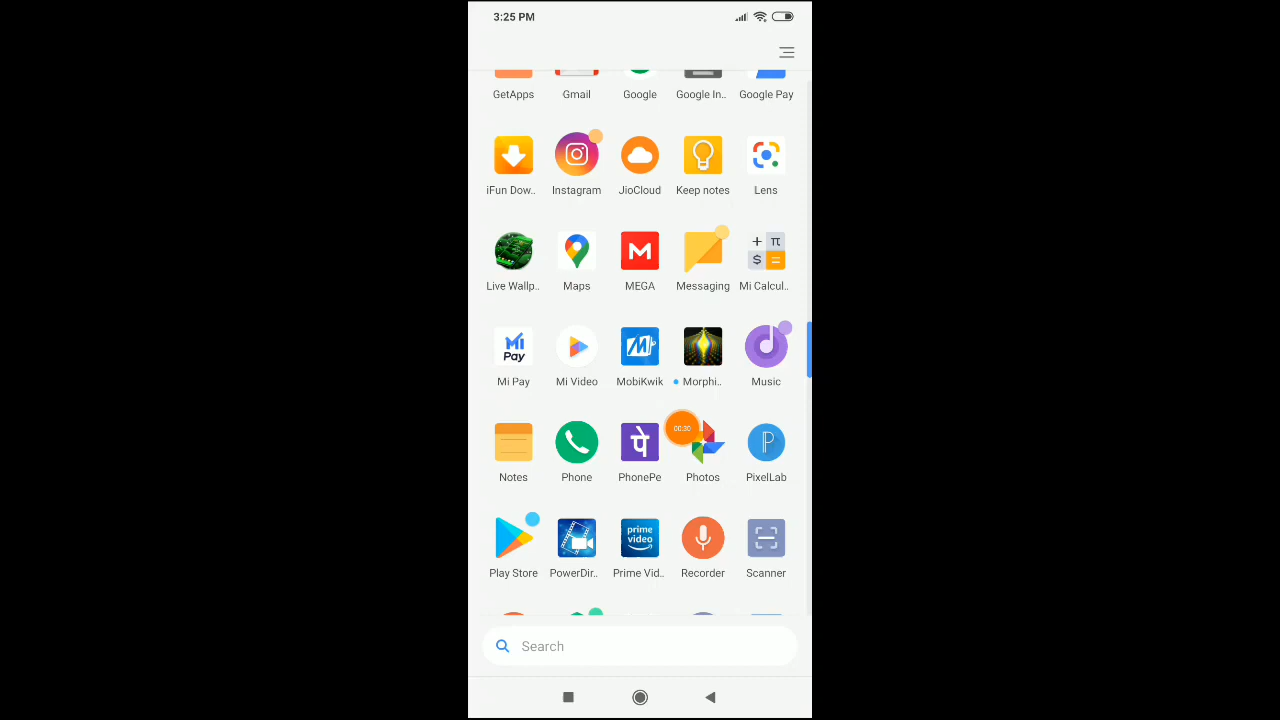 3:25 PM
GetApps Gmail Google Google In.. Google Pay
iFun Dow.. Instagram JioCloud Keep notes Lens
Live Wallp.. Maps MEGA Messaging Mi Calcul..
Mi
Pay
Mi Pay Mi Video MobiKwik Morphi.. Music
00:30
पे
Notes Phone PhonePe Photos PixelLab
prime
video
Play Store PowerDir.. Prime Vid.. Recorder Scanner
Search